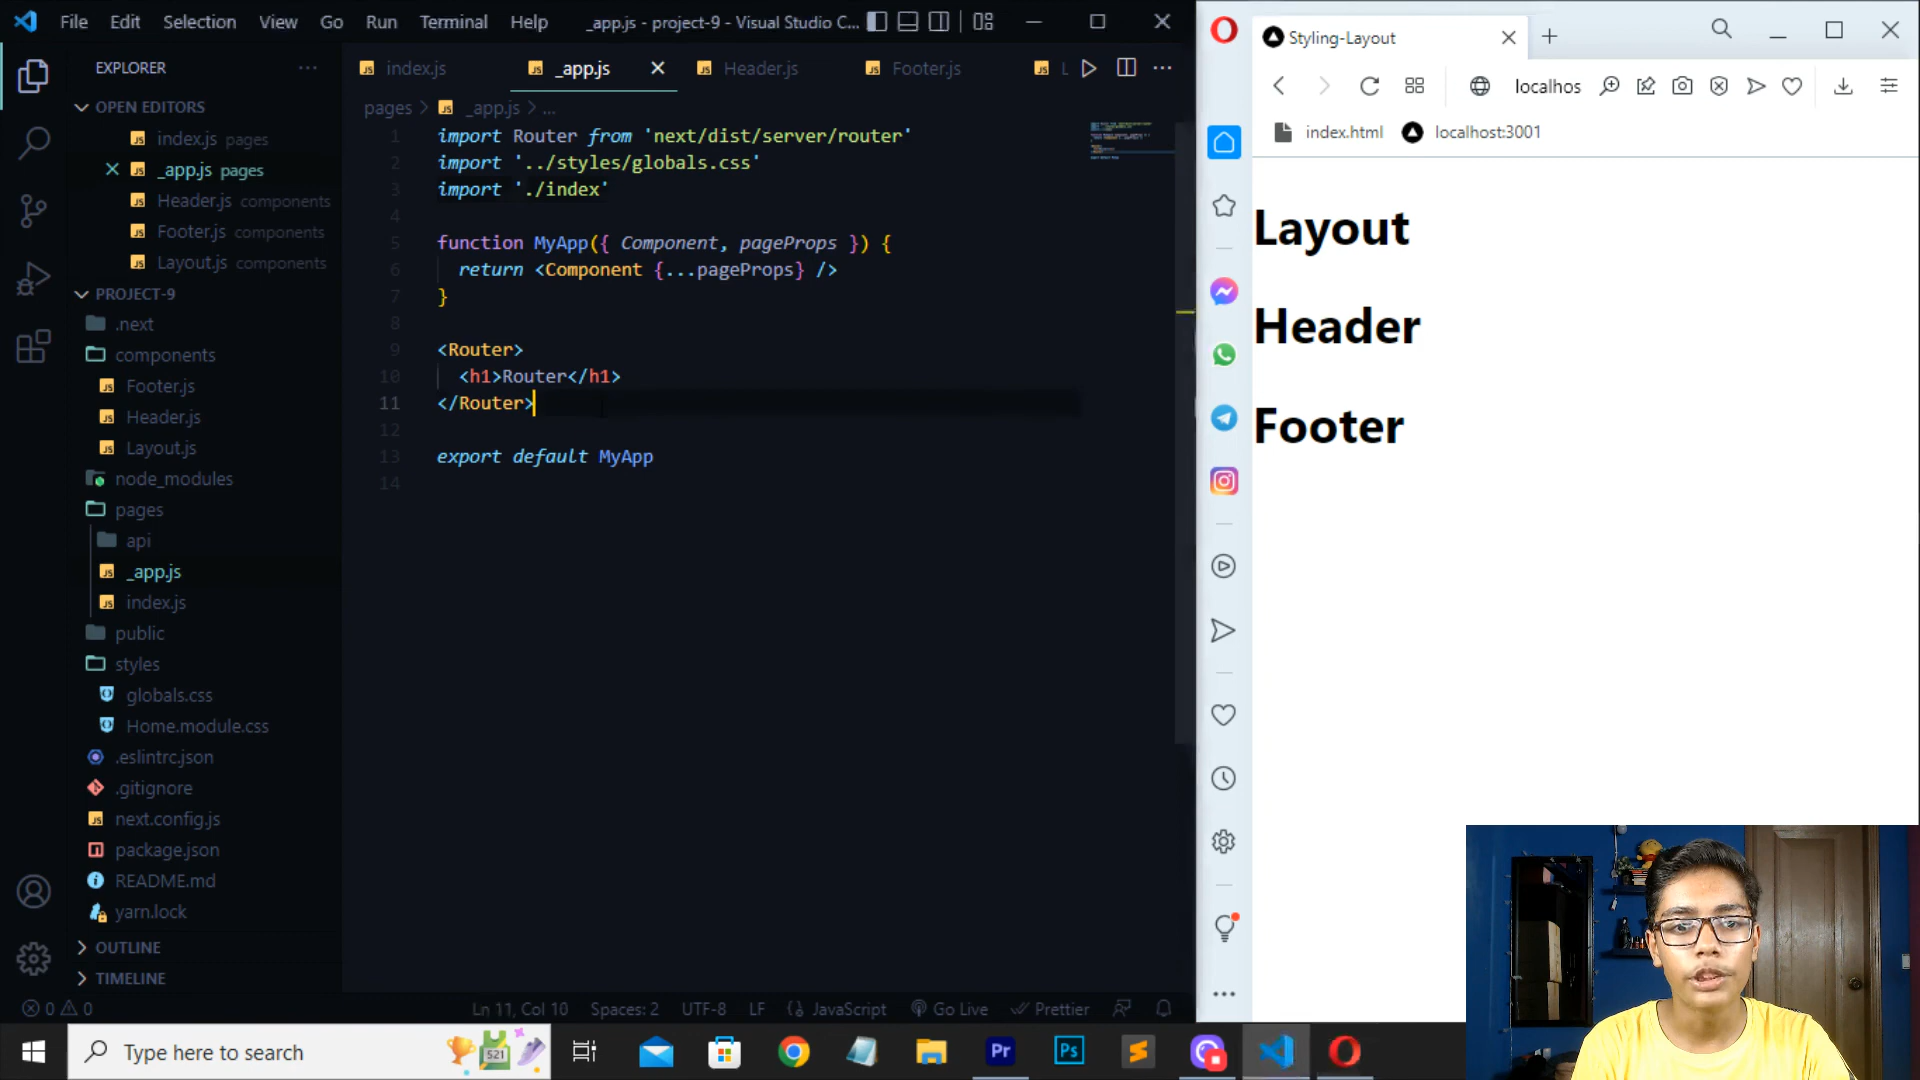 File Edit Selection View Go Run Terminal Help _app.js - project-9 - Visual Studio C...
EXPLORER
OPEN EDITORS
index.js pages
_app.js pages
Header.js components
Footer.js components
Layout.js components
PROJECT-9
.next
components
Footer.js
Header.js
Layout.js
node_modules
pages
api
_app.js
index.js
public
styles
globals.css
Home.module.css
.eslintrc.json
.gitignore
next.config.js
package.json
README.md
yarn.lock
OUTLINE
TIMELINE
index.js _app.js Header.js Footer.js L
pages > _app.js > ...
1 import Router from 'next/dist/server/router'
2 import '../styles/globals.css'
3 import './index'
4
5 function MyApp({ Component, pageProps }) {
6 return <Component {...pageProps} />
7 }
8
9 <Router>
10 <h1>Router</h1>
11 </Router>
12
13 export default MyApp
14
0 0 Ln 11, Col 10 Spaces: 2 UTF-8 LF {} JavaScript Go Live Prettier
Styling-Layout
localhos
index.html localhost:3001
Layout
Header
Footer
Type here to search
S21
Pr
Ps